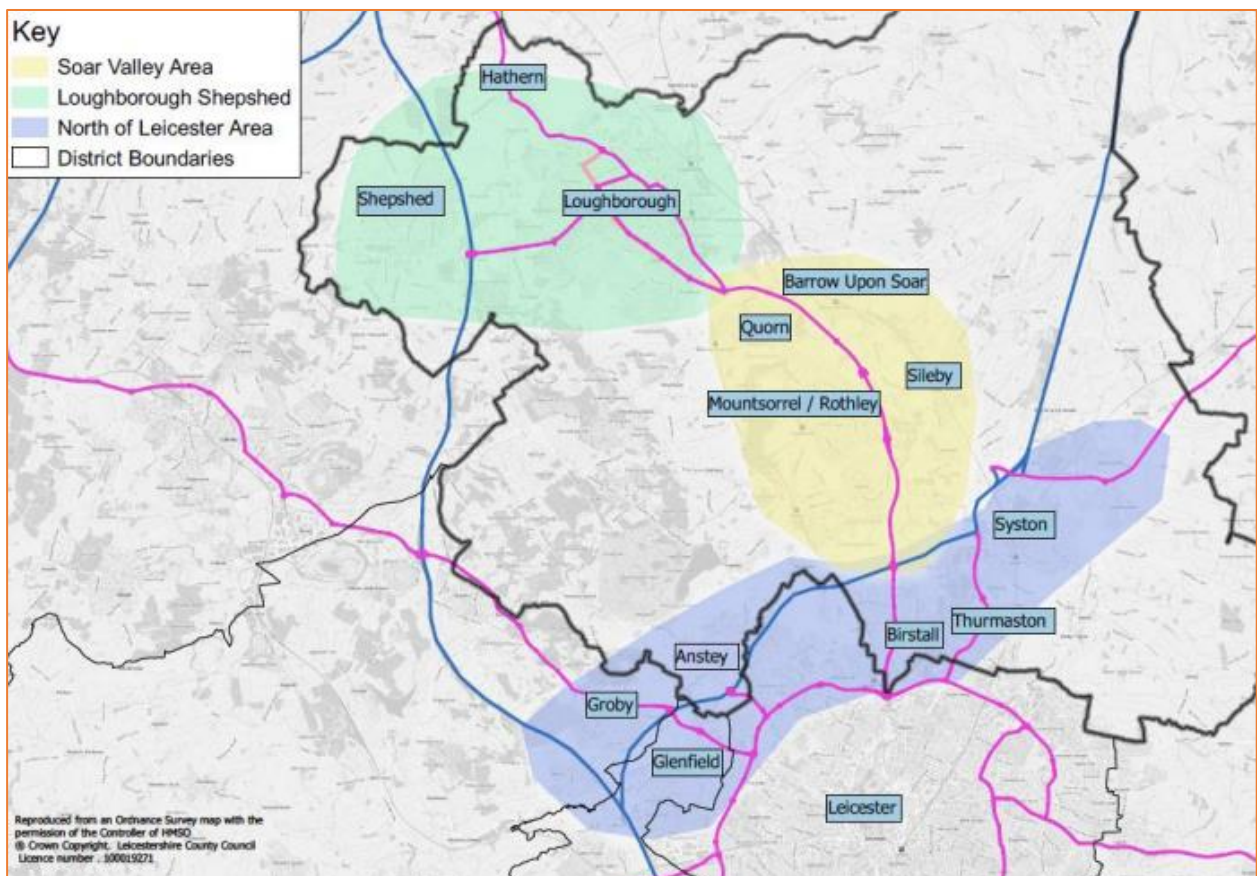 Key
Soar Valley Area
Loughborough Shepshed
North of Leicester Area
District Boundaries
Hathern
Shepshed
Loughborough
Barrow Upon Soar
Quorn
Sileby
Mountsorrel / Rothley
Syston
Thurmaston
Birstall
Anstey
Groby
Glenfield
Leicester
Reproduced from an Ordnance Survey map with the
permission of the Controller of HMSO
© Crown Copyright. Leicestershire County Council
Licence number . 100019271